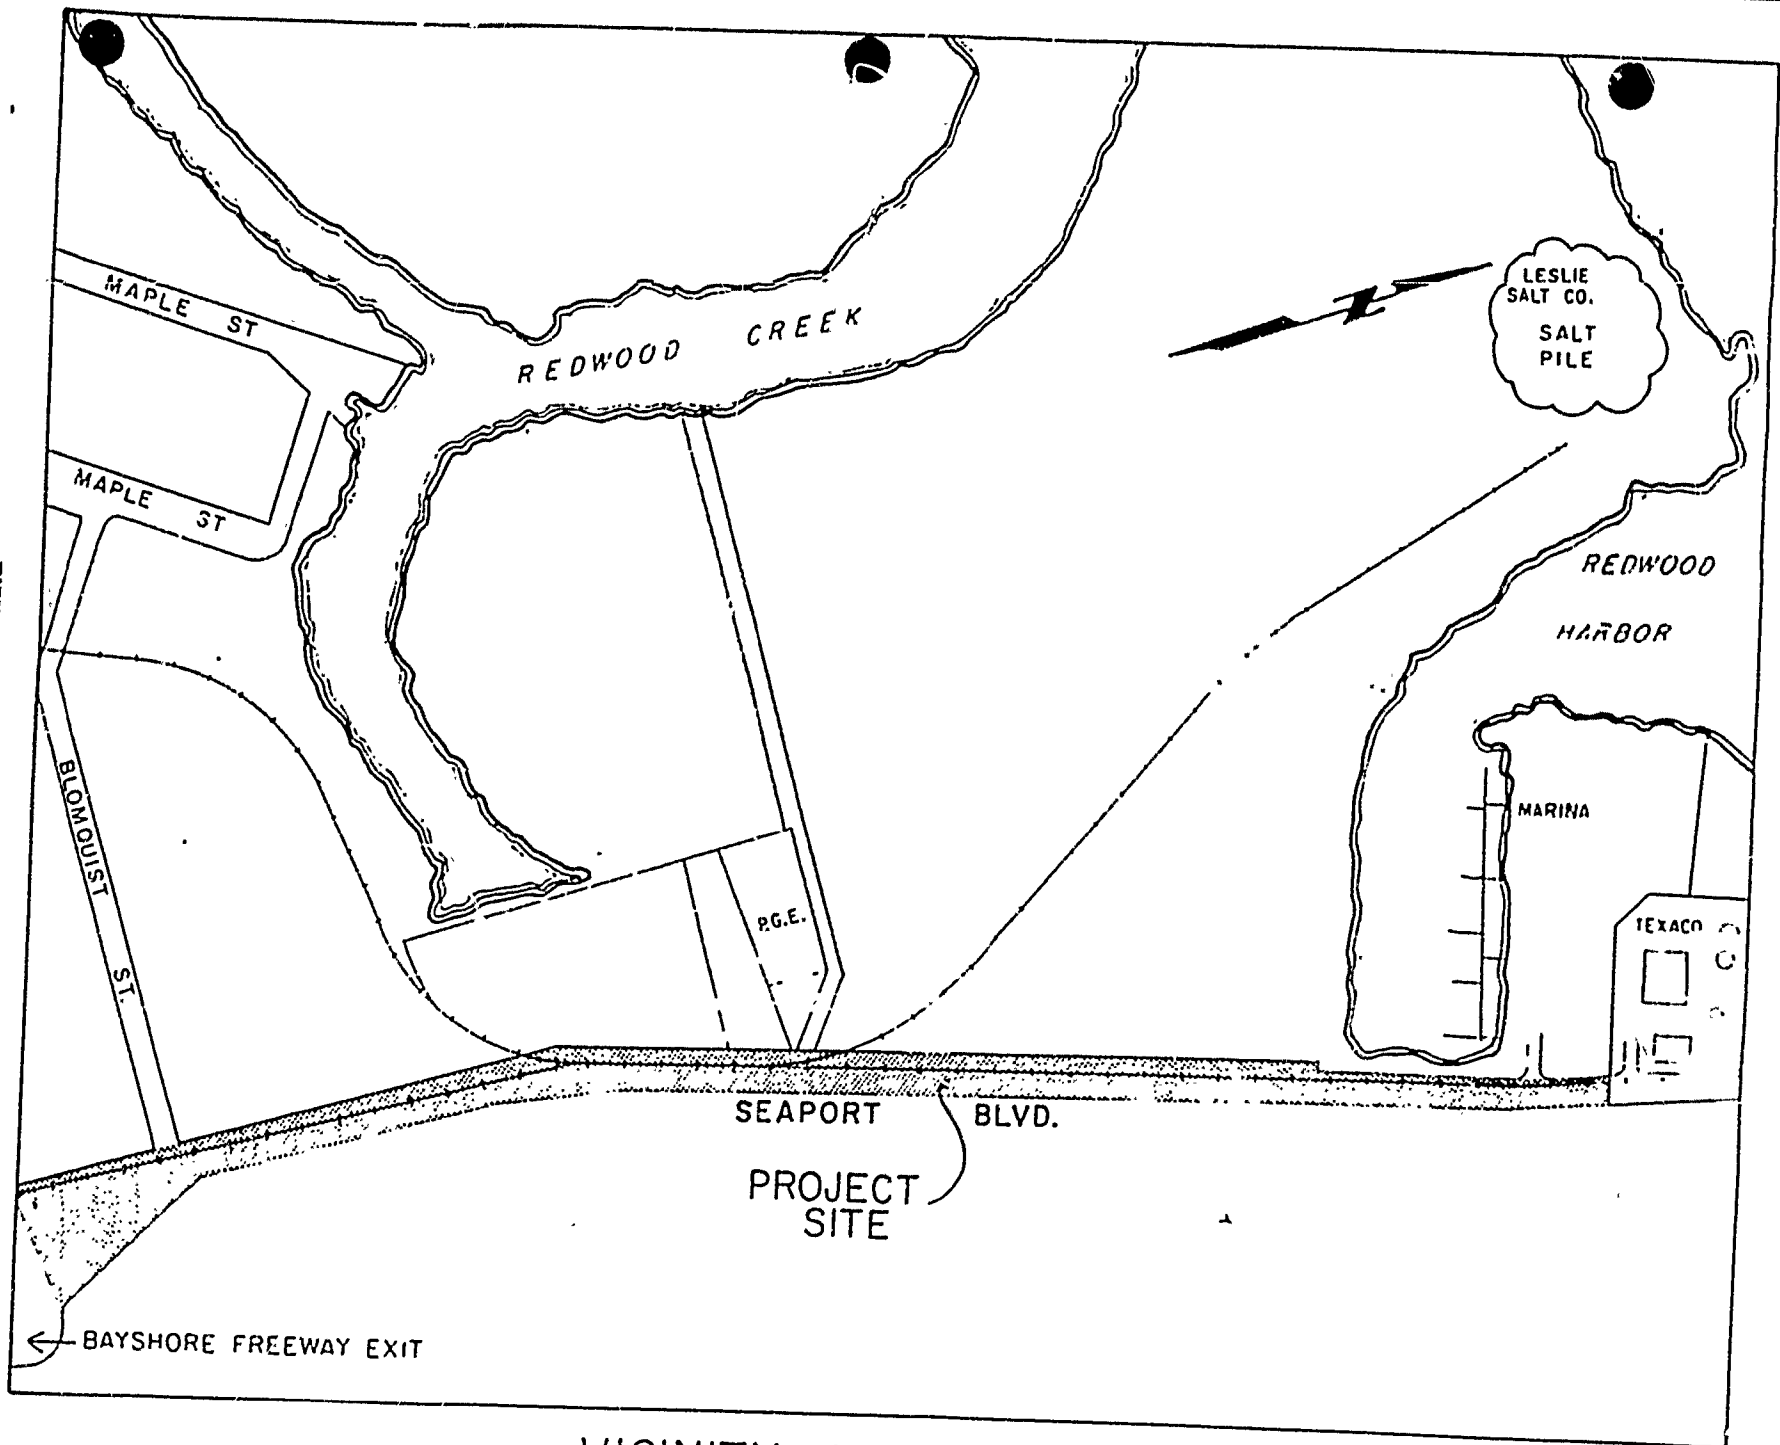 MAPLE ST
REDWOOD CREEK
LESLIE
SALT CO.
SALT
PILE
N
MAPLE ST
REDWOOD
HARBOR
BLOMQUIST ST.
MARINA
P.G.E.
TEXACO
SEAPORT BLVD.
PROJECT
SITE
BAYSHORE FREEWAY EXIT